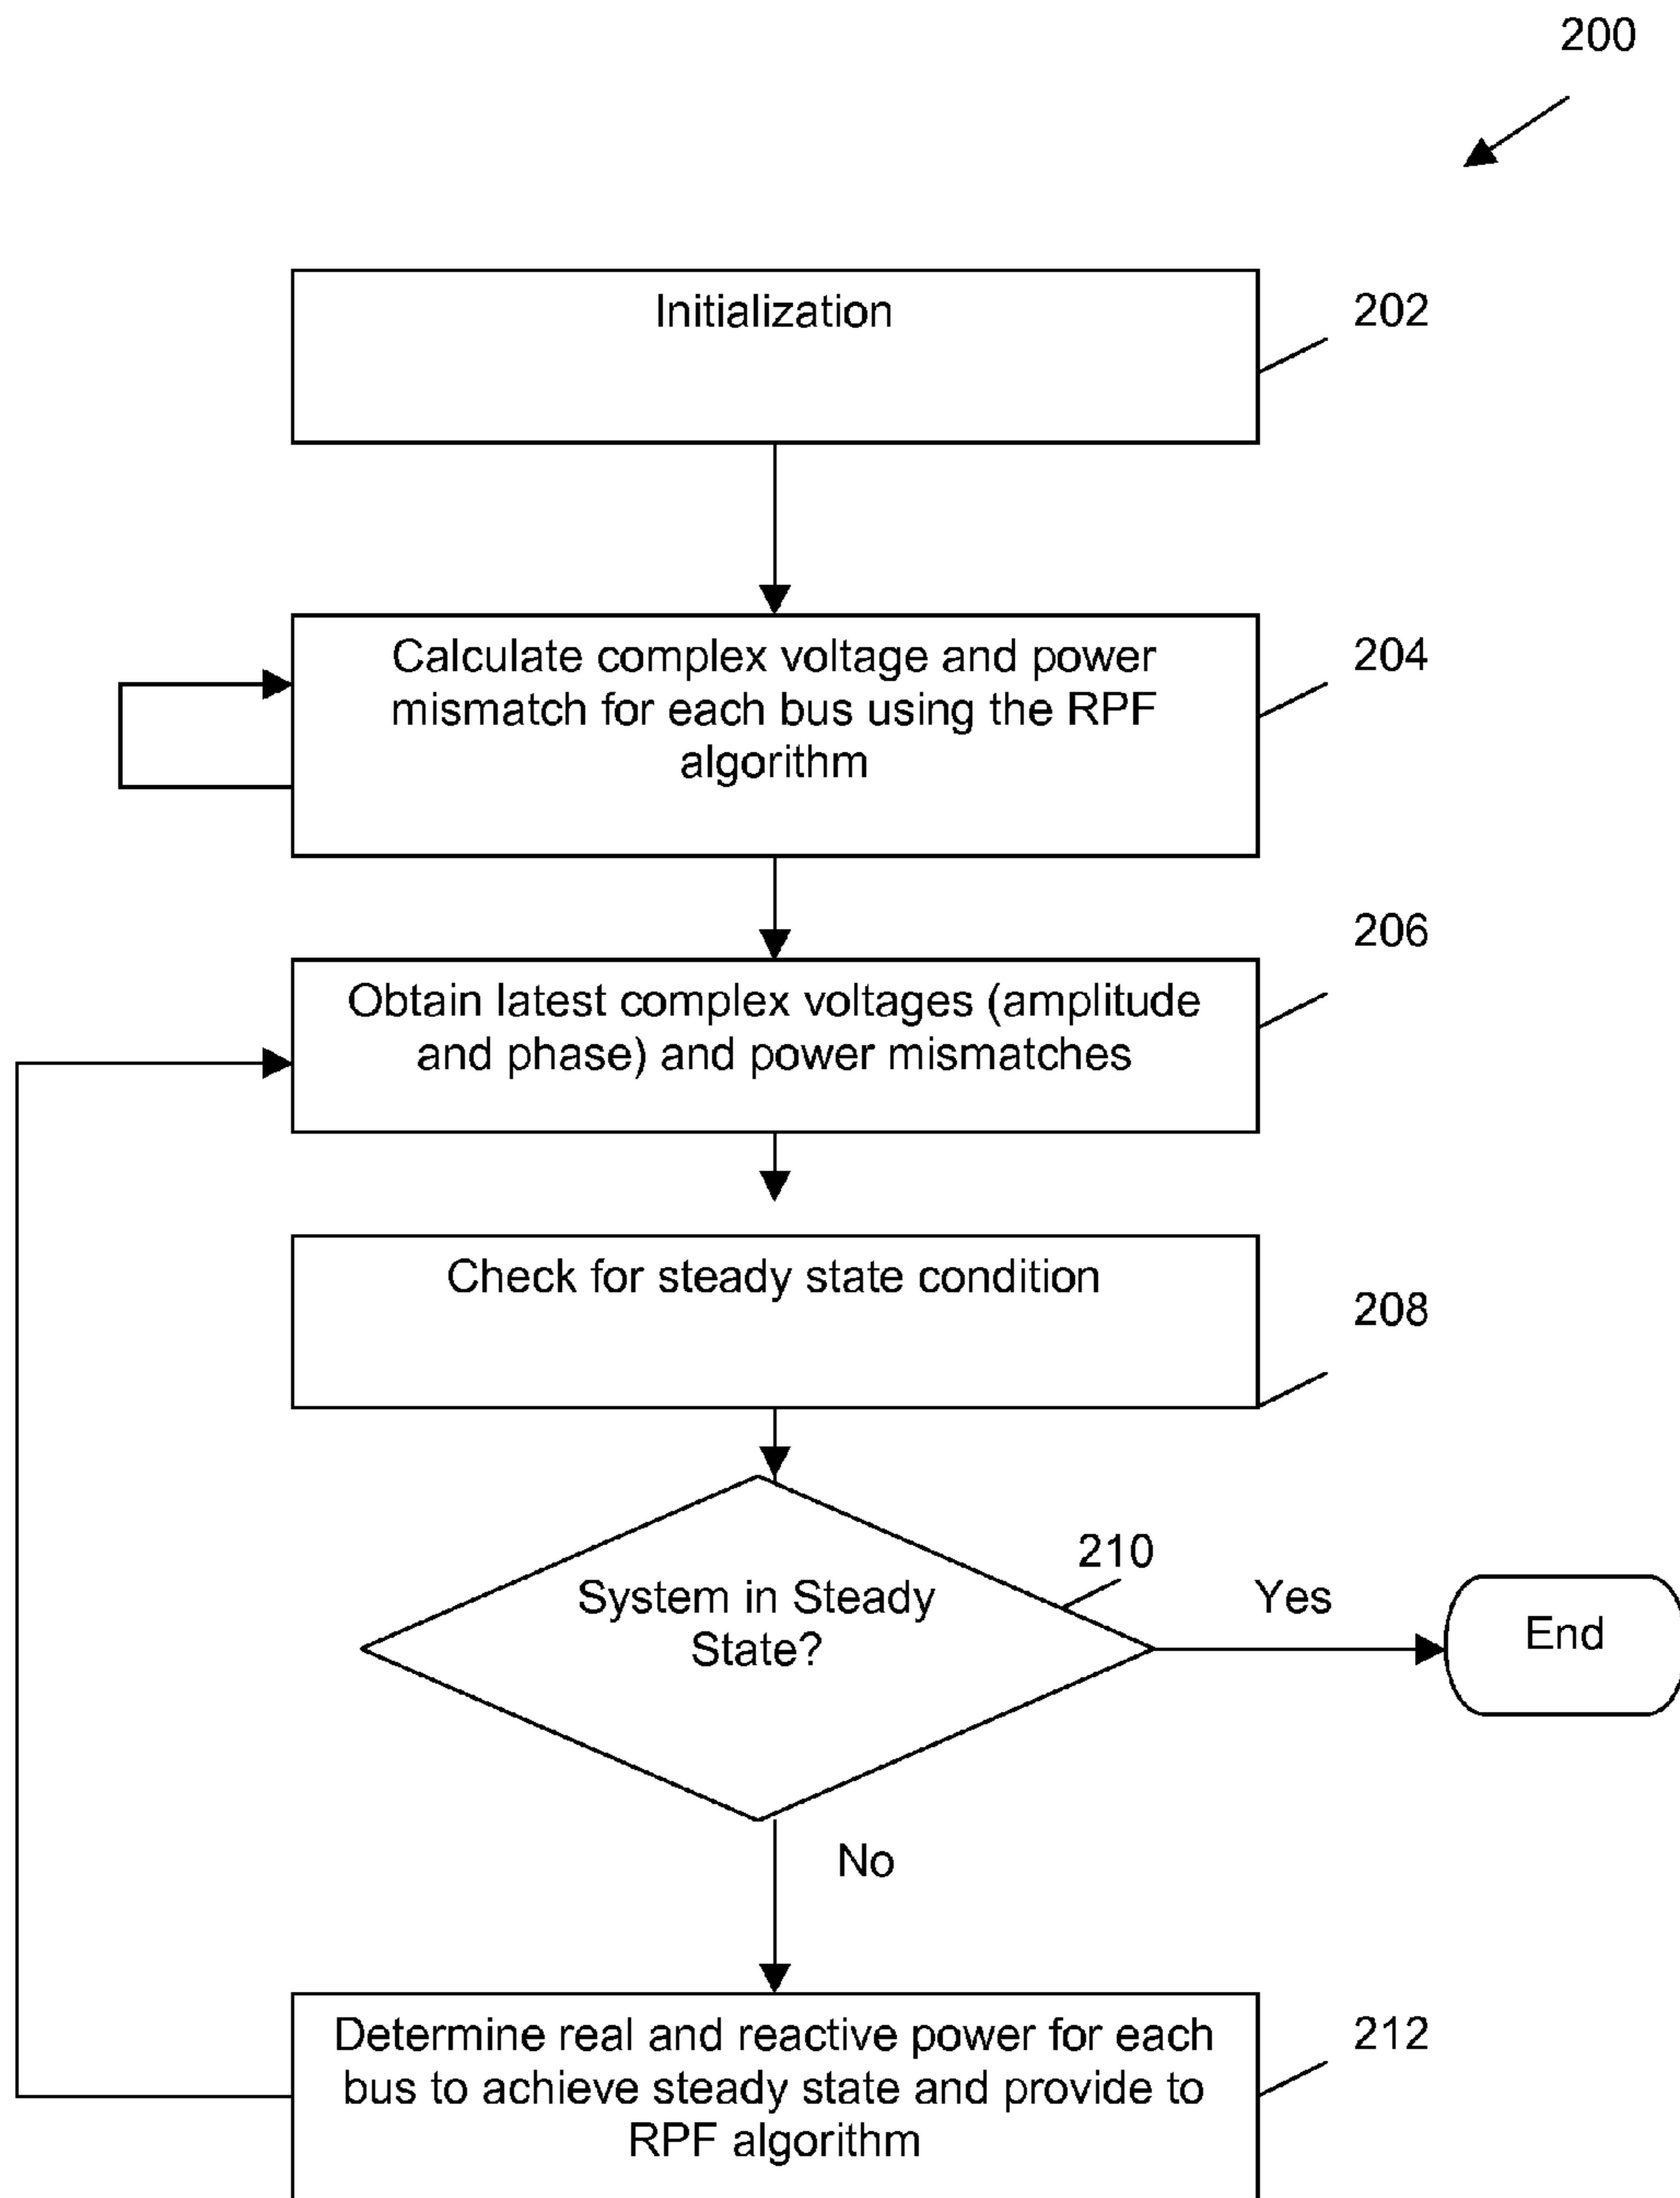 200
Initialization
202
Calculate complex voltage and power
mismatch for each bus using the RPF
algorithm
204
206
Obtain latest complex voltages (amplitude
and phase) and power mismatches
Check for steady state condition
208
210
System in Steady
State?
Yes
End
No
Determine real and reactive power for each
bus to achieve steady state and provide to
RPF algorithm
212